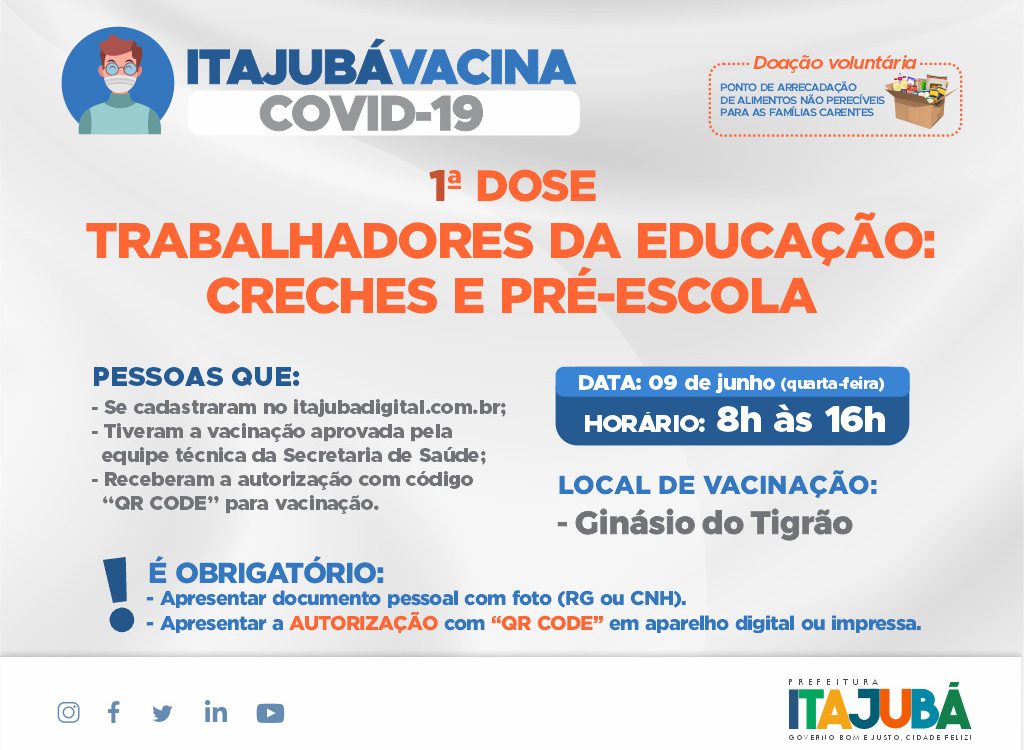 ITAJUBÁVACINA
COVID-19
Doação voluntária
PONTO DE ARRECADAÇÃO
DE ALIMENTOS NÃO PERECÍVEIS
PARA AS FAMÍLIAS CARENTES
1ª DOSE
TRABALHADORES DA EDUCAÇÃO:
CRECHES E PRÉ-ESCOLA
PESSOAS QUE:
- Se cadastraram no itajubadigital.com.br;
- Tiveram a vacinação aprovada pela
equipe técnica da Secretaria de Saúde;
- Receberam a autorização com código
“QR CODE” para vacinação.
DATA: 09 de junho (quarta-feira)
HORÁRIO: 8h às 16h
LOCAL DE VACINAÇÃO:
- Ginásio do Tigrão
! É OBRIGATÓRIO:
- Apresentar documento pessoal com foto (RG ou CNH).
- Apresentar a AUTORIZAÇÃO com “QR CODE” em aparelho digital ou impressa.
PREFEITURA
ITAJUBÁ
GOVERNO BOM E JUSTO, CIDADE FELIZ!